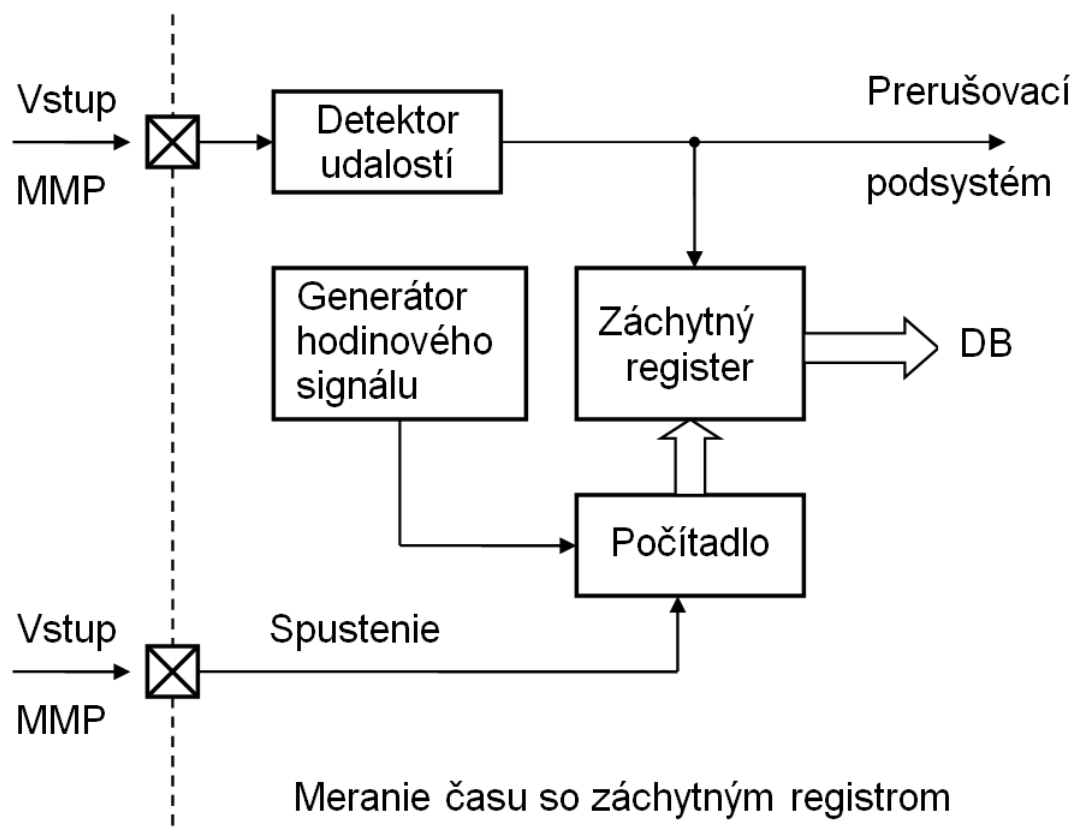 Vstup
MMP
Detektor
udalostí
Prerušovací
podsystém
Generátor
hodinového
signálu
Záchytný
register
DB
Počítadlo
Vstup
MMP
Spustenie
Meranie času so záchytným registrom